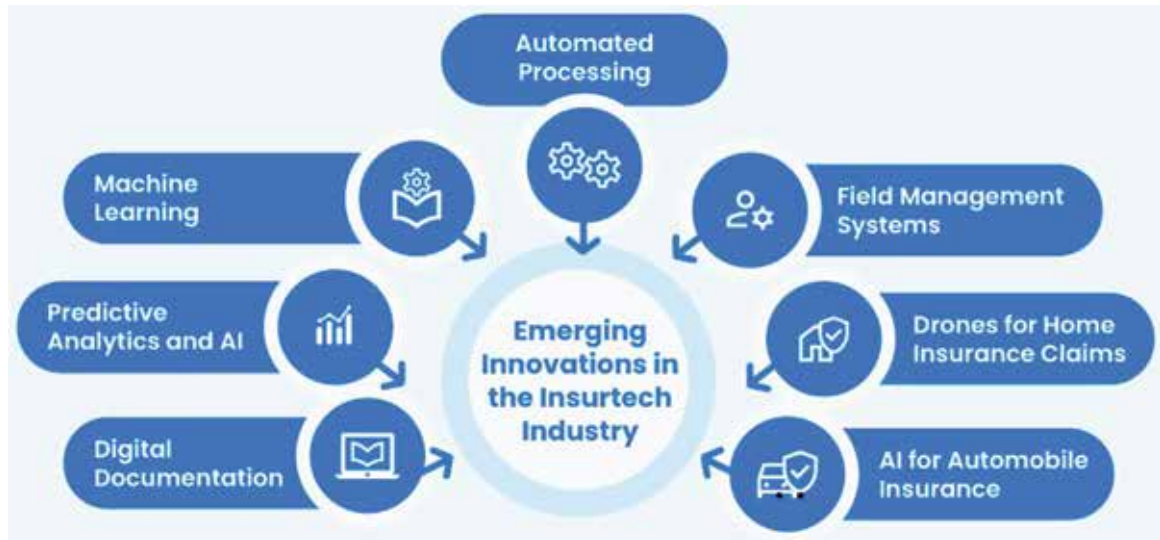 Automated
Processing
Machine
Learning
Field Management
Systems
Predictive
Analytics and AI
Emerging
Innovations in
the Insurtech
Industry
Drones for Home
Insurance Claims
Digital
Documentation
AI for Automobile
Insurance